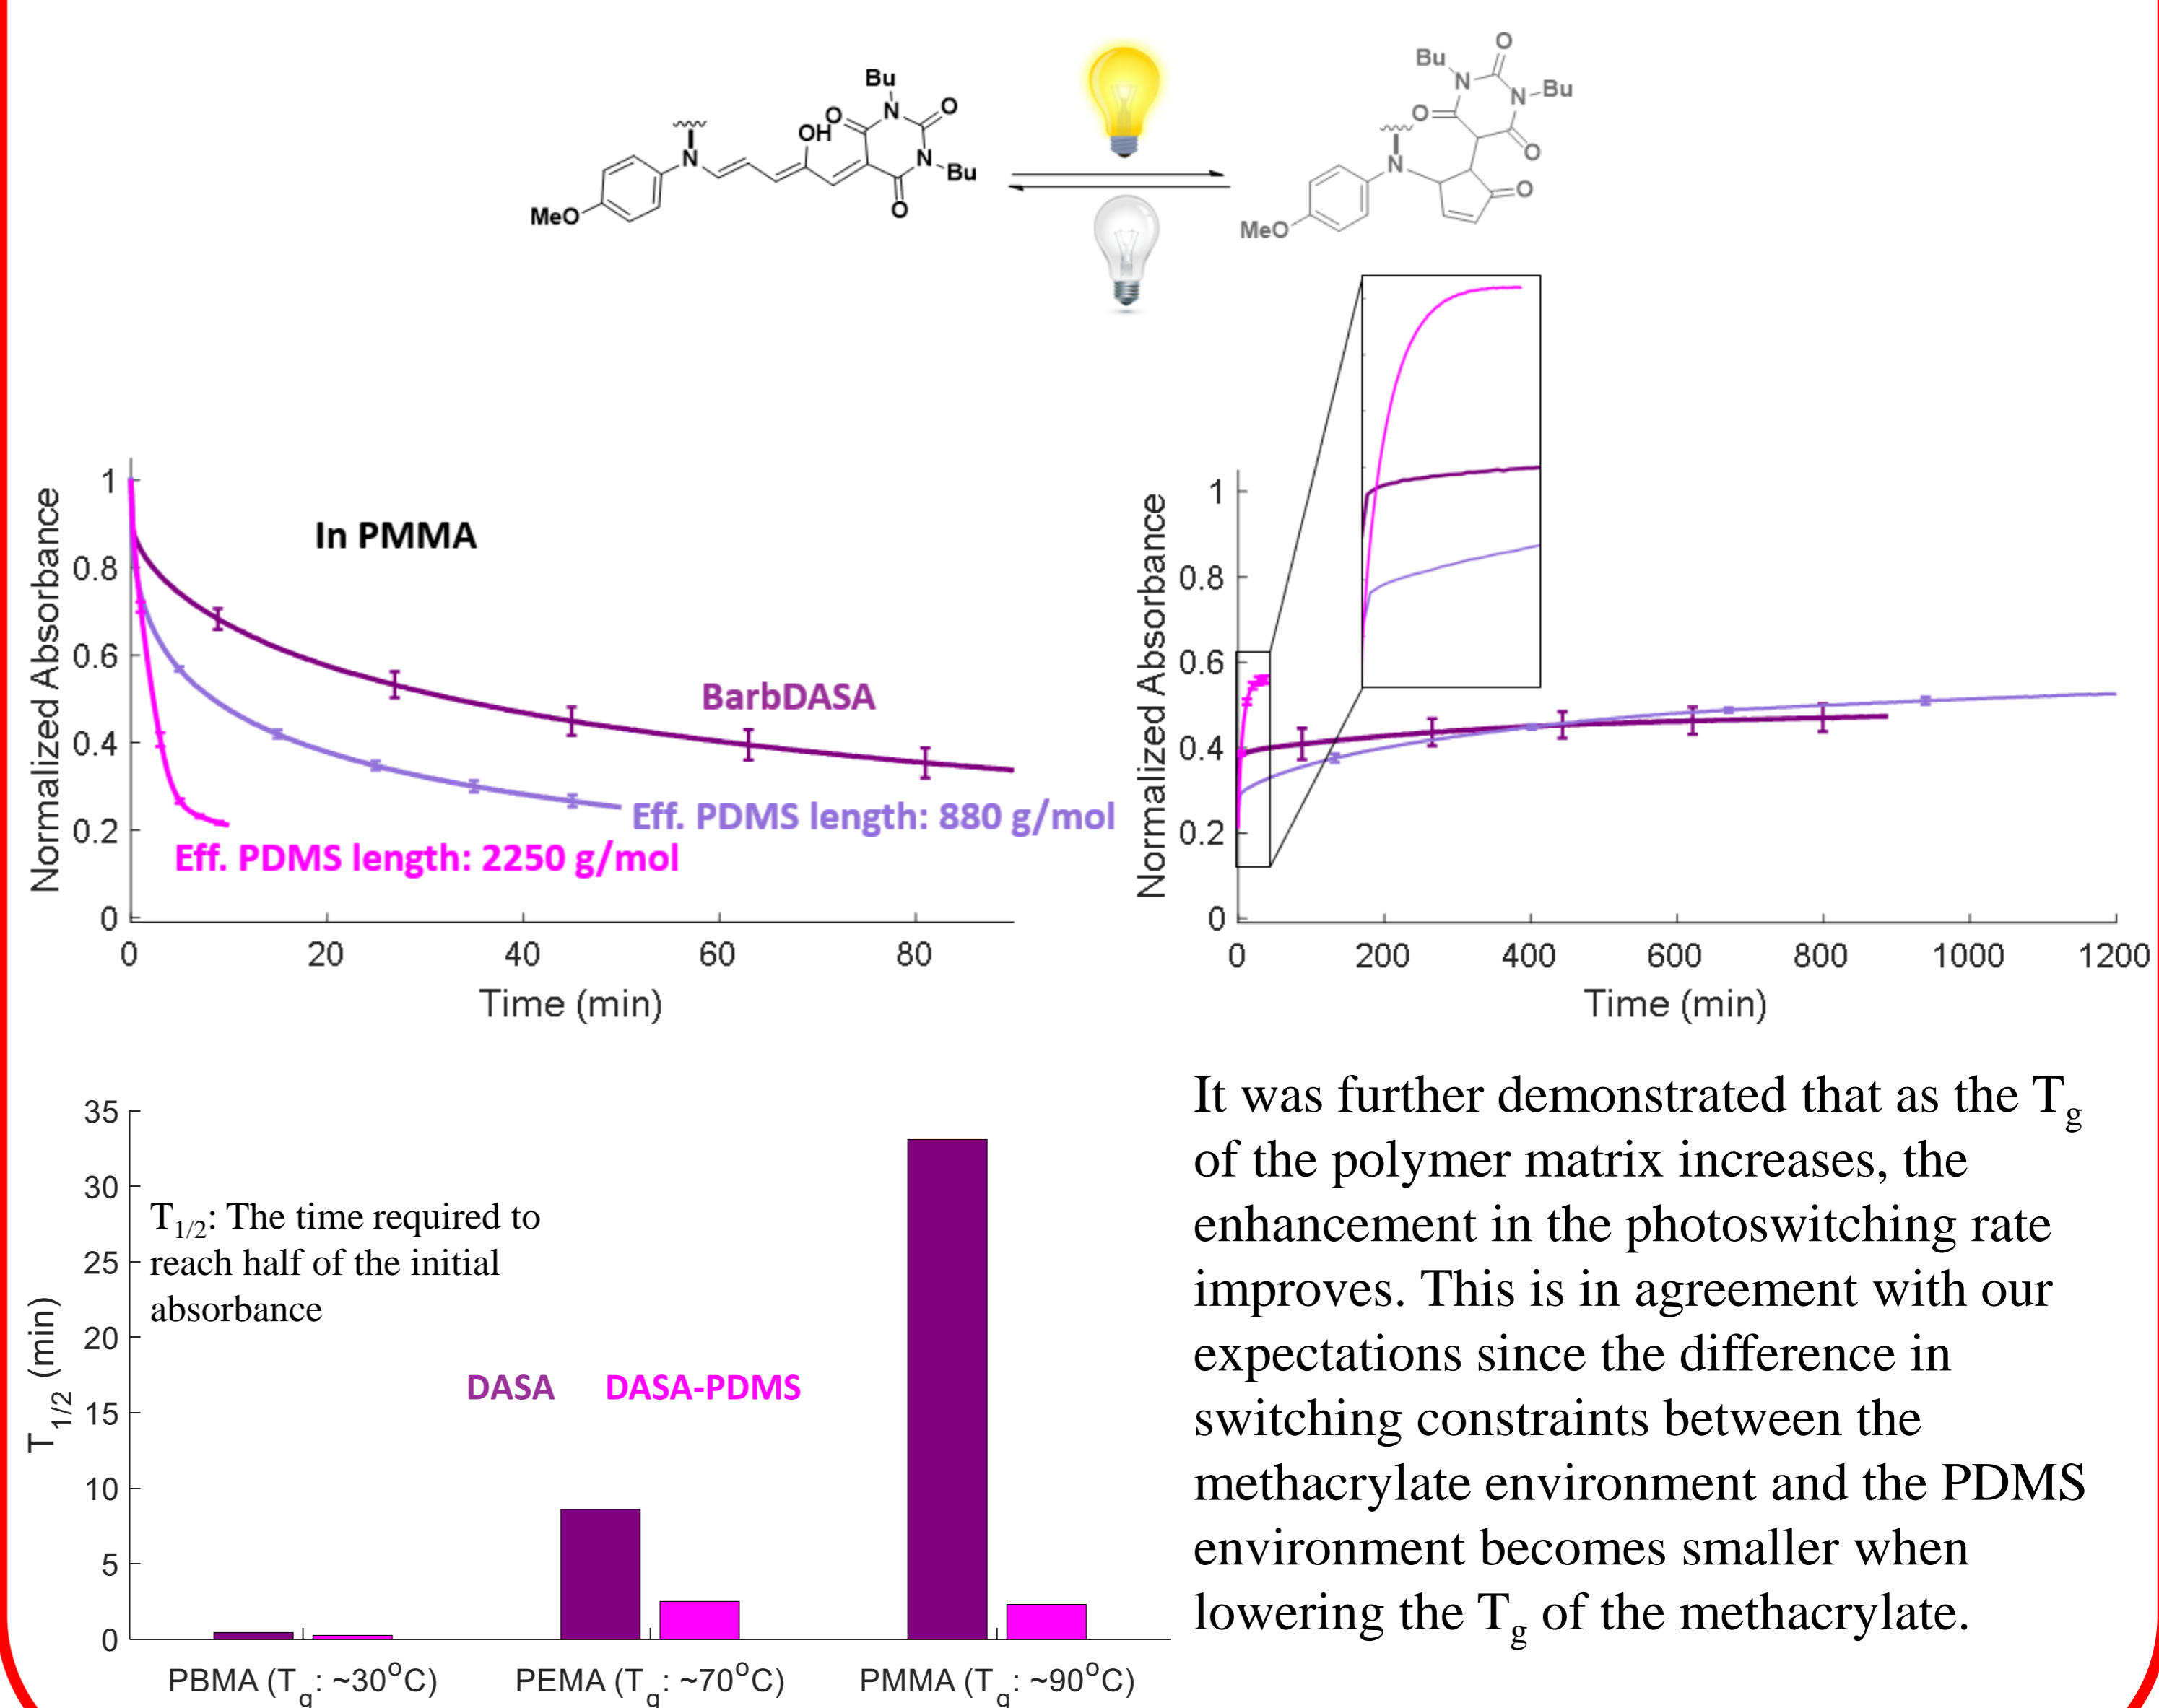 Bu
N
O
O
OH
N
N
Bu
MeO
O
O
Bu
N
O
N
Bu
O
O
N
O
MeO
Normalized Absorbance
1
0.8
0.6
0.4
0.2
0
In PMMA
BarbDASA
Eff. PDMS length: 880 g/mol
Eff. PDMS length: 2250 g/mol
0 20 40 60 80
Time (min)
Normalized Absorbance
1
0.8
0.6
0.4
0.2
0
0 200 400 600 800 1000 1200
Time (min)
T1/2 (min)
35
30
25
20
15
10
5
0
T1/2: The time required to
reach half of the initial
absorbance
DASA DASA-PDMS
PBMA (Tg: ~30oC) PEMA (Tg: ~70oC) PMMA (Tg: ~90oC)
It was further demonstrated that as the Tg
of the polymer matrix increases, the
enhancement in the photoswitching rate
improves. This is in agreement with our
expectations since the difference in
switching constraints between the
methacrylate environment and the PDMS
environment becomes smaller when
lowering the Tg of the methacrylate.